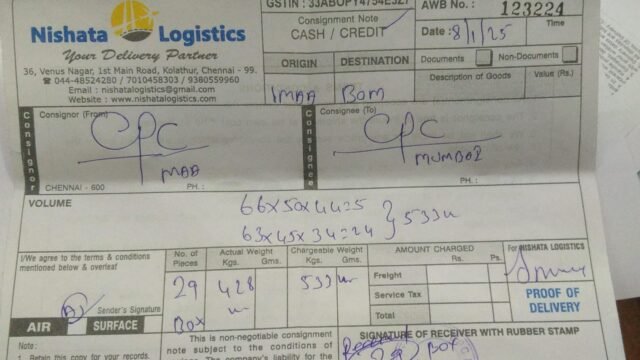 GSTIN : 33ABOPY4754E3Z7
Nishata Logistics
Your Delivery Partner
36, Venus Nagar, 1st Main Road, Kolathur, Chennai - 99.
044-48524280 / 7010458303 / 9380559960
Email : nishatalogistics@gmail.com
Website : www.nishatalogistics.com
Consignment Note
CASH / CREDIT
AWB No. : 123224
Date : 8/1/25
Time
ORIGIN
DESTINATION
Documents
Non-Documents
Description of Goods
Value (Rs.)
MAA
BOM
Consignor
Consignor (From)
CPC
MAA
CHENNAI - 600
PH. :
Consignee
Consignee (To)
CPC
MUMBAI
PH. :
VOLUME
66x50x44=5
63x45x34=24
533
I/We agree to the terms & conditions
mentioned below & overleaf
Sender's Signature
AIR
SURFACE
No. of Pieces
Actual Weight
Kgs. Gms.
Chargeable Weight
Kgs. Gms.
AMOUNT CHARGED
Rs. Ps.
29
BOX
428
533
Freight
Service Tax
Total
For NISHATA LOGISTICS
PROOF OF
DELIVERY
Note :
1. Retain this copy for your records.
This is non-negotiable consignment
note subject to the conditions of
SIGNATURE OF RECEIVER WITH RUBBER STAMP
Box